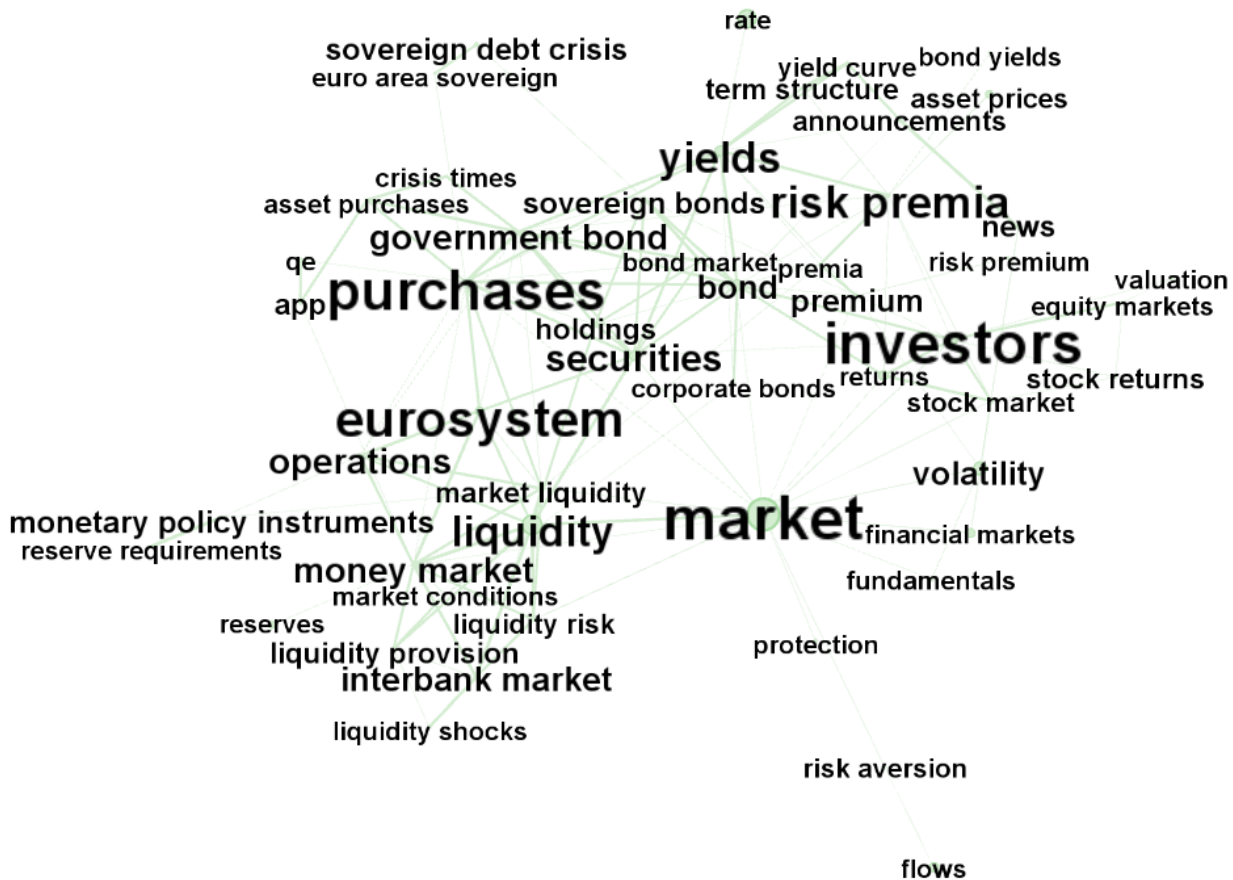 rate
sovereign debt crisis
euro area sovereign
bond yields
yield curve
term structure
asset prices
announcements
yields
crisis times
asset purchases
sovereign bonds
risk premia
news
government bond
qe
bond market
premia
risk premium
valuation
app
purchases
bond
premium
equity markets
holdings
securities
investors
corporate bonds
returns
stock returns
stock market
eurosystem
operations
volatility
market liquidity
monetary policy instruments
liquidity
market
financial markets
reserve requirements
money market
fundamentals
market conditions
reserves
liquidity risk
protection
liquidity provision
interbank market
liquidity shocks
risk aversion
flows